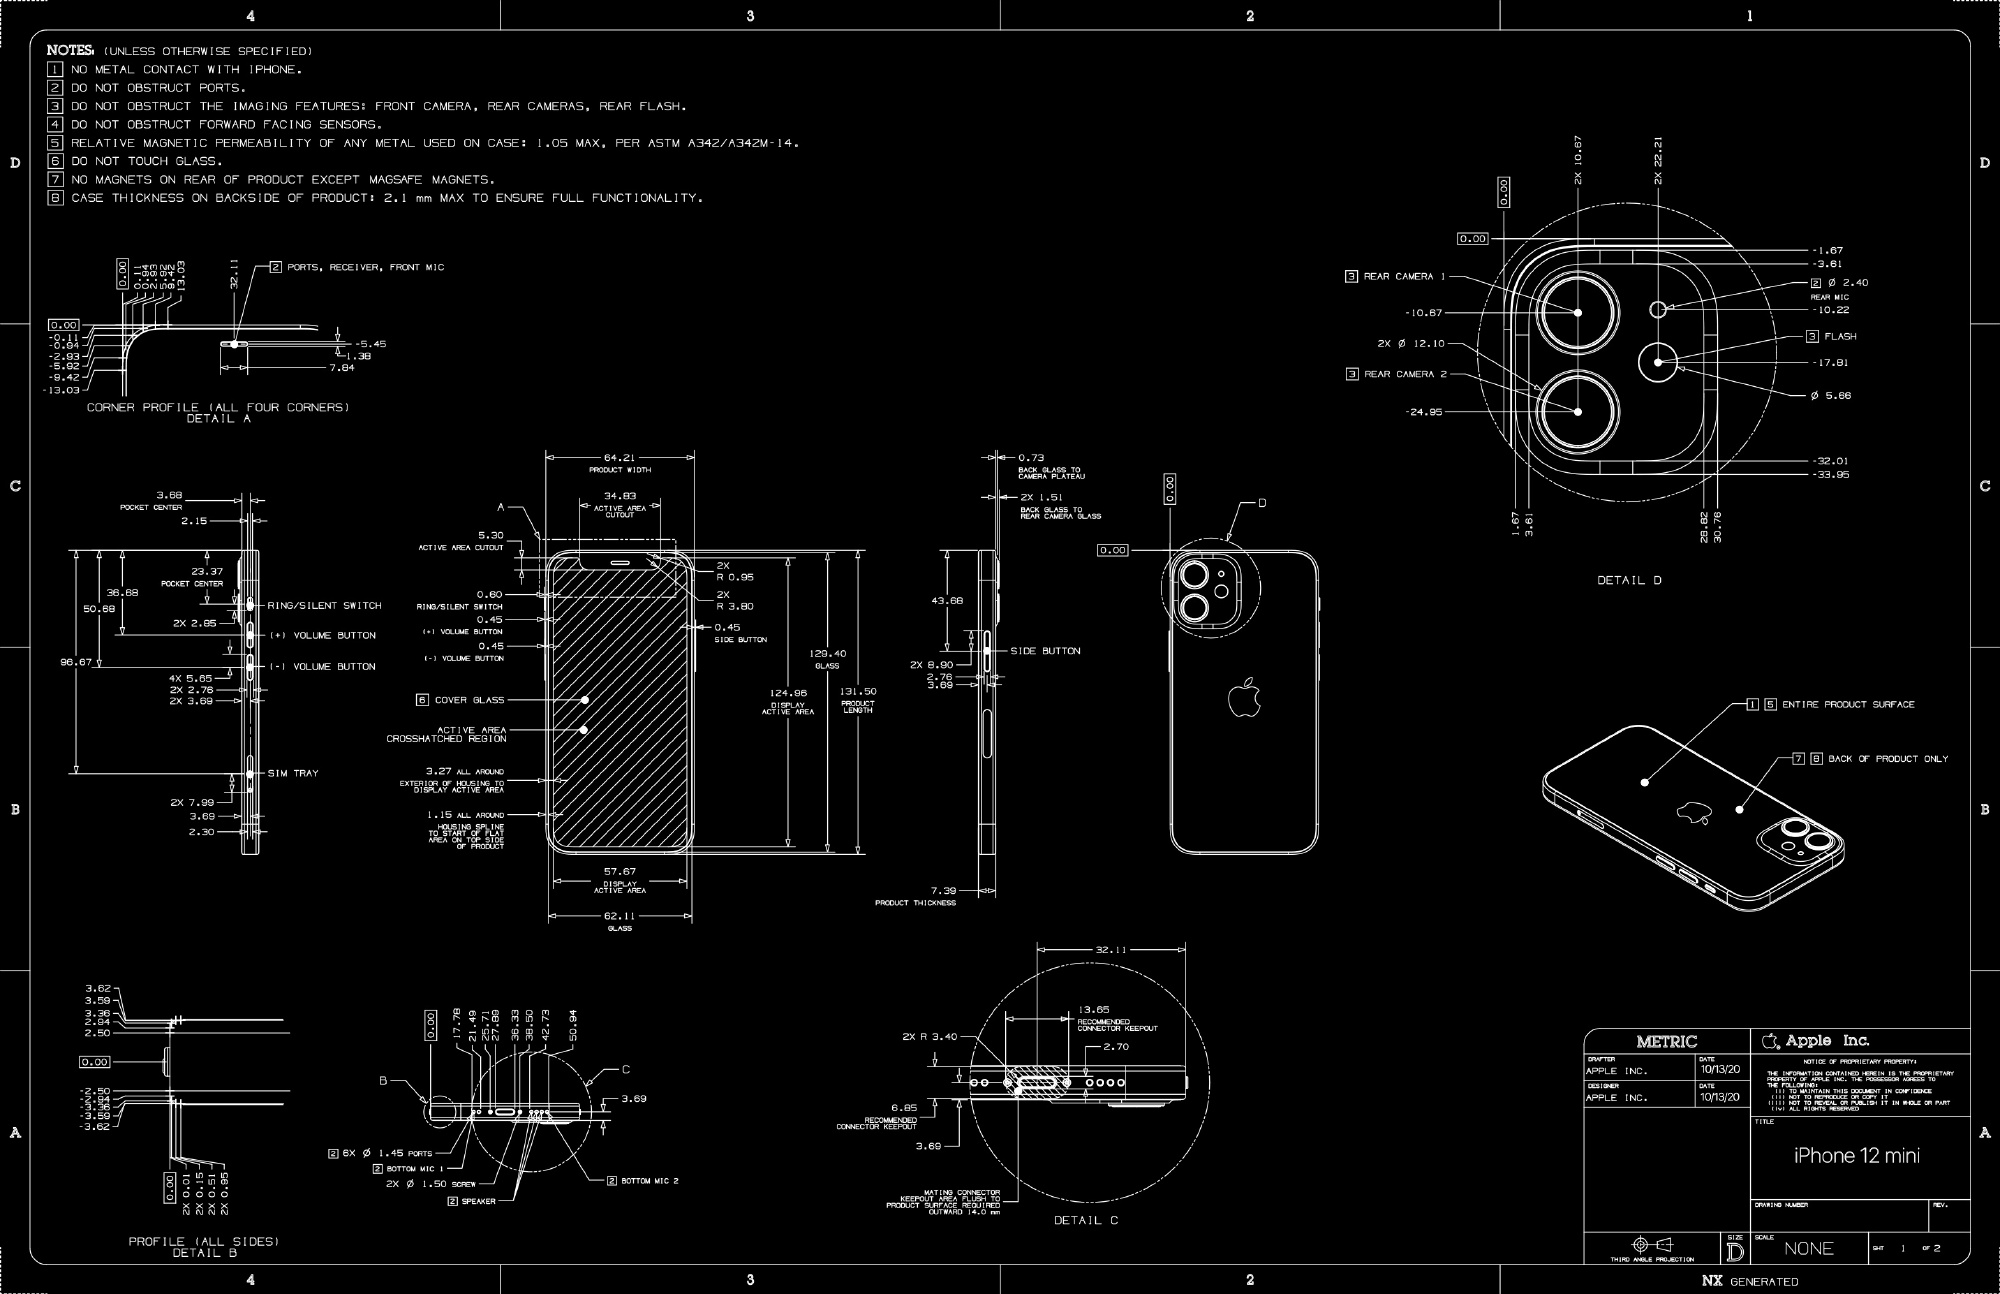 4 3 2 1
NOTES: (UNLESS OTHERWISE SPECIFIED)
1 NO METAL CONTACT WITH IPHONE.
2 DO NOT OBSTRUCT PORTS.
3 DO NOT OBSTRUCT THE IMAGING FEATURES: FRONT CAMERA, REAR CAMERAS, REAR FLASH.
4 DO NOT OBSTRUCT FORWARD FACING SENSORS.
5 RELATIVE MAGNETIC PERMEABILITY OF ANY METAL USED ON CASE: 1.05 MAX, PER ASTM A342/A342M-14.
6 DO NOT TOUCH GLASS.
7 NO MAGNETS ON REAR OF PRODUCT EXCEPT MAGSAFE MAGNETS.
8 CASE THICKNESS ON BACKSIDE OF PRODUCT: 2.1 mm MAX TO ENSURE FULL FUNCTIONALITY.
D
D
0.00
0.11
0.94
2.93
5.92
9.42
13.03
32.11
2 PORTS, RECEIVER, FRONT MIC
0.00
-0.11
-0.94
-2.93
-5.92
-9.42
-13.03
-5.45
1.38
7.84
CORNER PROFILE (ALL FOUR CORNERS)
DETAIL A
0.00
2X 10.67
2X 22.21
0.00
3 REAR CAMERA 1
-10.67
2X Ø 12.10
3 REAR CAMERA 2
-24.95
-1.67
-3.61
2 Ø 2.40
REAR MIC
-10.22
3 FLASH
-17.81
Ø 5.66
-32.01
-33.95
1.67
3.61
28.82
30.76
DETAIL D
C
C
3.68
POCKET CENTER
2.15
23.37
POCKET CENTER
36.68
50.68
96.67
2X 2.85
RING/SILENT SWITCH
(+) VOLUME BUTTON
(-) VOLUME BUTTON
4X 5.65
2X 2.76
2X 3.69
SIM TRAY
2X 7.99
3.69
2.30
64.21
PRODUCT WIDTH
34.83
ACTIVE AREA
CUTOUT
A
5.30
ACTIVE AREA CUTOUT
0.60
RING/SILENT SWITCH
0.45
(+) VOLUME BUTTON
0.45
(-) VOLUME BUTTON
6 COVER GLASS
ACTIVE AREA
CROSSHATCHED REGION
3.27 ALL AROUND
EXTERIOR OF HOUSING TO
DISPLAY ACTIVE AREA
1.15 ALL AROUND
HOUSING SPLINE
TO START OF FLAT
AREA ON TOP SIDE
OF PRODUCT
2X
R 0.95
2X
R 3.80
0.45
SIDE BUTTON
129.40
GLASS
124.96
DISPLAY
ACTIVE AREA
131.50
PRODUCT
LENGTH
57.67
DISPLAY
ACTIVE AREA
62.11
GLASS
0.73
BACK GLASS TO
CAMERA PLATEAU
2X 1.51
BACK GLASS TO
REAR CAMERA GLASS
43.68
SIDE BUTTON
2X 8.90
2.76
3.69
7.39
PRODUCT THICKNESS
0.00
0.00
D
1 5 ENTIRE PRODUCT SURFACE
7 8 BACK OF PRODUCT ONLY
B
B
3.62
3.59
3.36
2.94
2.50
0.00
-2.50
-2.94
-3.36
-3.59
-3.62
0.00
2X 0.01
2X 0.15
2X 0.51
2X 0.95
PROFILE (ALL SIDES)
DETAIL B
0.00
17.78
21.49
25.71
27.89
36.33
38.50
42.73
50.94
B
C
3.69
2 6X Ø 1.45 PORTS
2 BOTTOM MIC 1
2X Ø 1.50 SCREW
2 SPEAKER
2 BOTTOM MIC 2
32.11
13.65
RECOMMENDED
CONNECTOR KEEPOUT
2X R 3.40
2.70
6.85
RECOMMENDED
CONNECTOR KEEPOUT
3.69
MATING CONNECTOR
KEEPOUT AREA FLUSH TO
PRODUCT SURFACE REQUIRED
OUTWARD 14.0 mm
DETAIL C
A
A
METRIC
DRAFTER
APPLE INC.
DATE
10/13/20
DESIGNER
APPLE INC.
DATE
10/13/20
Apple Inc.
NOTICE OF PROPRIETARY PROPERTY:
THE INFORMATION CONTAINED HEREIN IS THE PROPRIETARY
PROPERTY OF APPLE INC. THE POSSESSOR AGREES TO
THE FOLLOWING:
(I) TO MAINTAIN THIS DOCUMENT IN CONFIDENCE
(II) NOT TO REPRODUCE OR COPY IT
(III) NOT TO REVEAL OR PUBLISH IT IN WHOLE OR PART
(IV) ALL RIGHTS RESERVED
TITLE
iPhone 12 mini
DRAWING NUMBER
REV.
THIRD ANGLE PROJECTION
SIZE
D
SCALE
NONE
SHT 1 OF 2
4 3 2
NX GENERATED